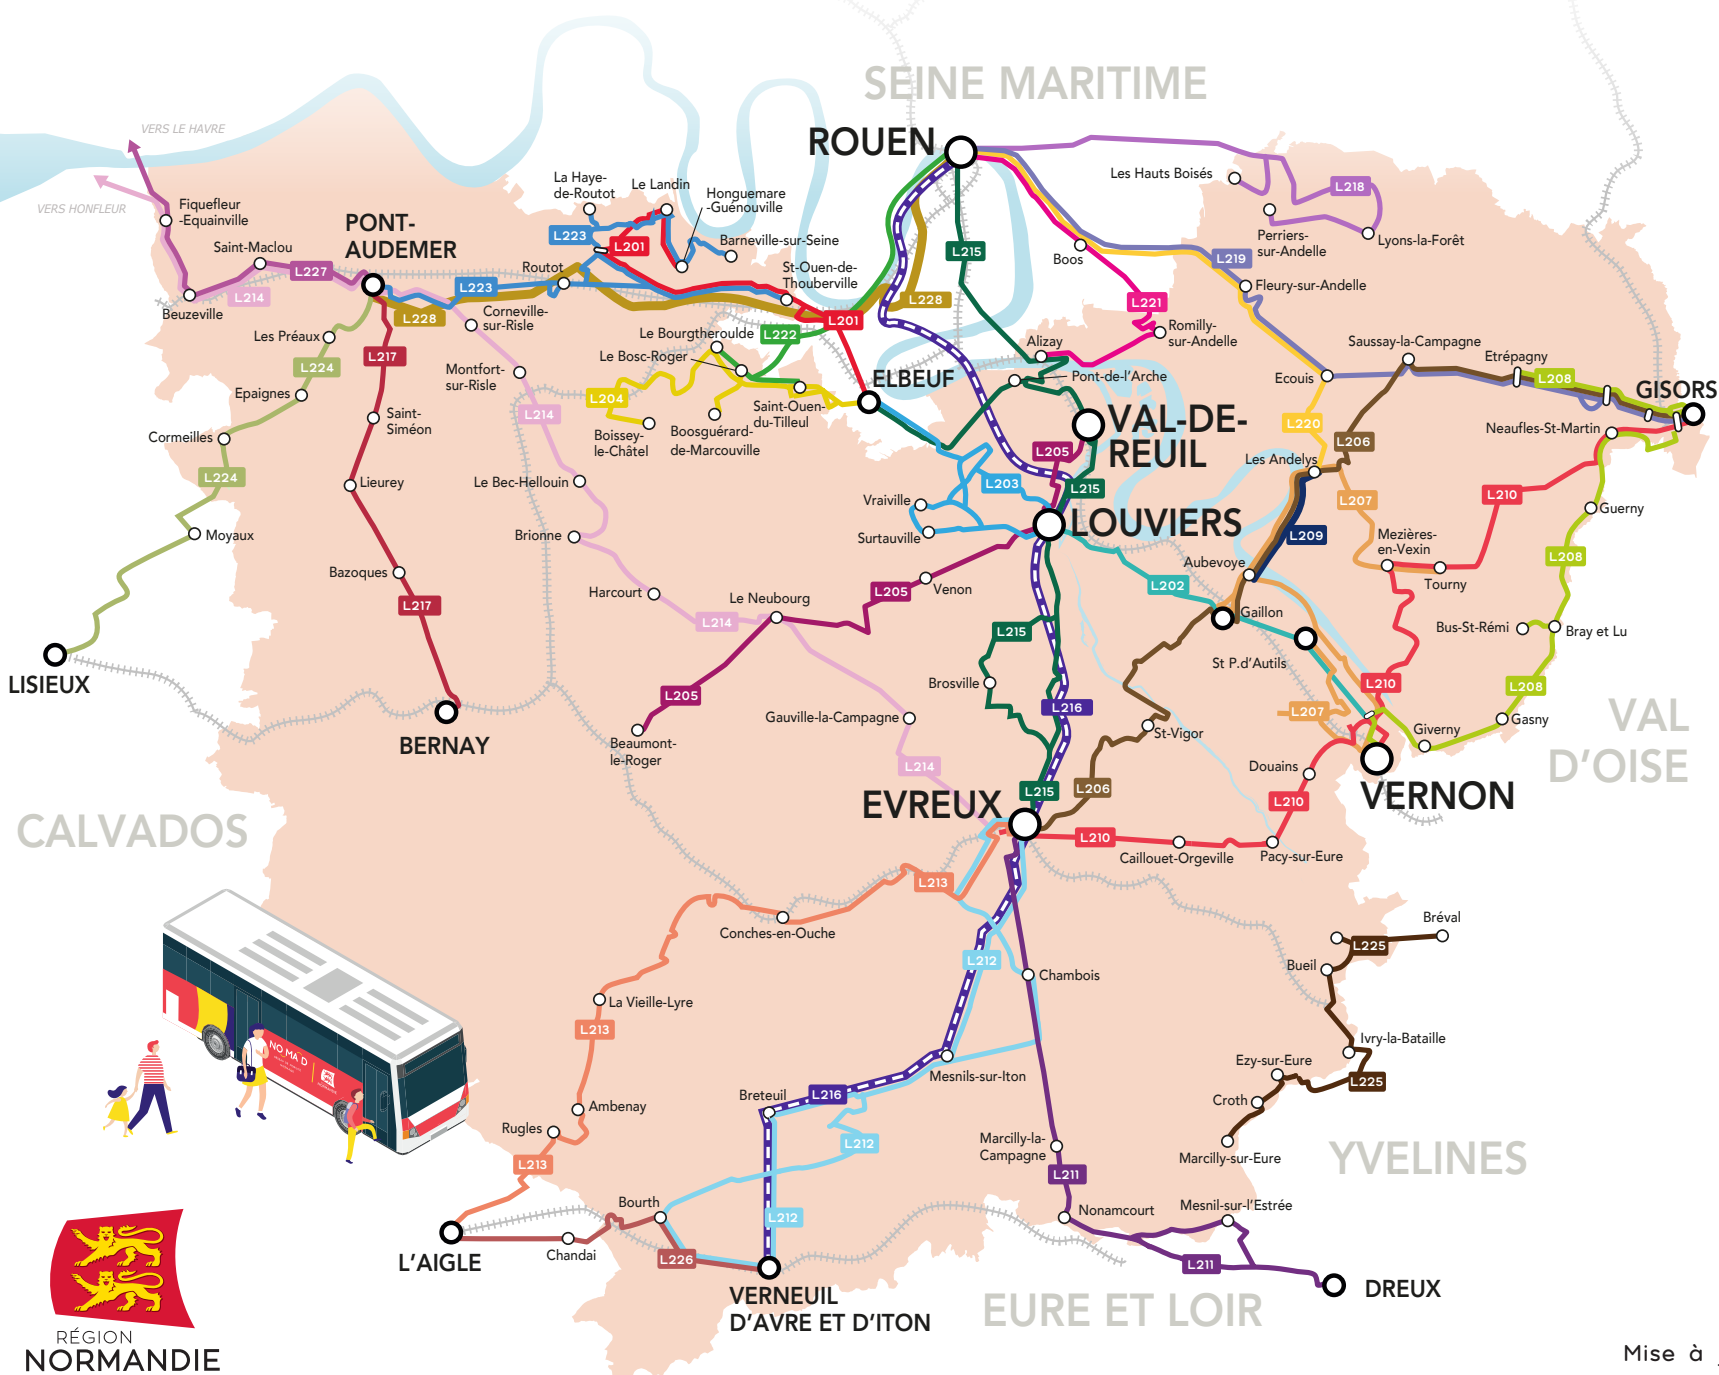 SEINE MARITIME
VERS LE HAVRE
VERS HONFLEUR
ROUEN
Les Hauts Boisés
L218
Perriers-
sur-Andelle
Lyons-la-Forêt
La Haye-
de-Routot
Le Landin
Honguemare
-Guénouville
Barneville-sur-Seine
L223
L201
Fiquefleur
-Equainville
Saint-Maclou
PONT-
AUDEMER
L227
L214
Beuzeville
Routot
L223
L228
Corneville-
sur-Risle
St-Ouen-de-
Thouberville
L201
L228
L215
Boos
L219
Fleury-sur-Andelle
L221
Romilly-
sur-Andelle
Les Préaux
L224
L217
Epaignes
Montfort-
sur-Risle
Le Bourgtheroulde
L222
Le Bosc-Roger
L204
Boissey-
le-Châtel
Boosguérard-
de-Marcouville
Saint-Ouen-
du-Tilleul
ELBEUF
Alizay
Pont-de-l'Arche
VAL-DE-
REUIL
Saussay-la-Campagne
Etrépagny
Ecouis
L208
GISORS
Neaufles-St-Martin
L220
L206
Les Andelys
L207
L210
Guerny
Cormeilles
L224
Saint-
Siméon
L214
Lieurey
Le Bec-Hellouin
Moyaux
Brionne
L205
L203
L215
Vraiville
Surtauville
LOUVIERS
L209
Mezières-
en-Vexin
Tourny
L208
Aubevoye
L202
Gaillon
Bazoques
L217
Harcourt
L214
Le Neubourg
L205
Venon
L215
Bus-St-Rémi
Bray et Lu
St P.d'Autils
LISIEUX
L205
Brosville
L216
L210
L208
L207
Gasny
Giverny
VAL
D'OISE
BERNAY
Beaumont-
le-Roger
Gauville-la-Campagne
St-Vigor
L214
L206
L215
Douains
VERNON
L210
EVREUX
L210
Caillouet-Orgeville
Pacy-sur-Eure
CALVADOS
L213
Conches-en-Ouche
Bréval
L225
Bueil
L212
Chambois
La Vieille-Lyre
L213
Ivry-la-Bataille
Ezy-sur-Eure
L225
Croth
Marcilly-sur-Eure
Mesnils-sur-Iton
L216
Breteuil
L212
Ambenay
Rugles
L213
Marcilly-la-
Campagne
L211
YVELINES
Nonamcourt
Mesnil-sur-l'Estrée
L211
DREUX
Bourth
L212
L226
Chandai
L'AIGLE
VERNEUIL
D'AVRE ET D'ITON
EURE ET LOIR
NOMAD
RÉGION
NORMANDIE
Mise à